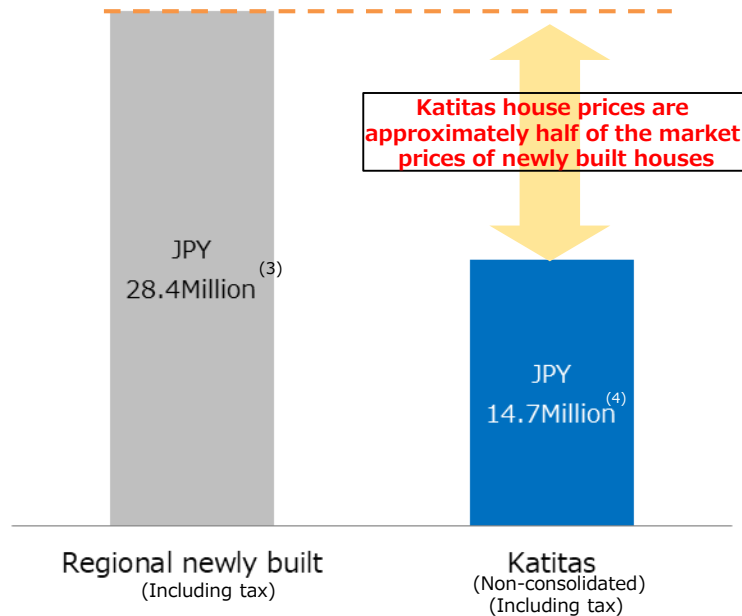 Katitas house prices are
approximately half of the market
prices of newly built houses
JPY
28.4Million(3)
JPY
14.7Million(4)
Regional newly built
(Including tax)
Katitas
(Non-consolidated)
(Including tax)